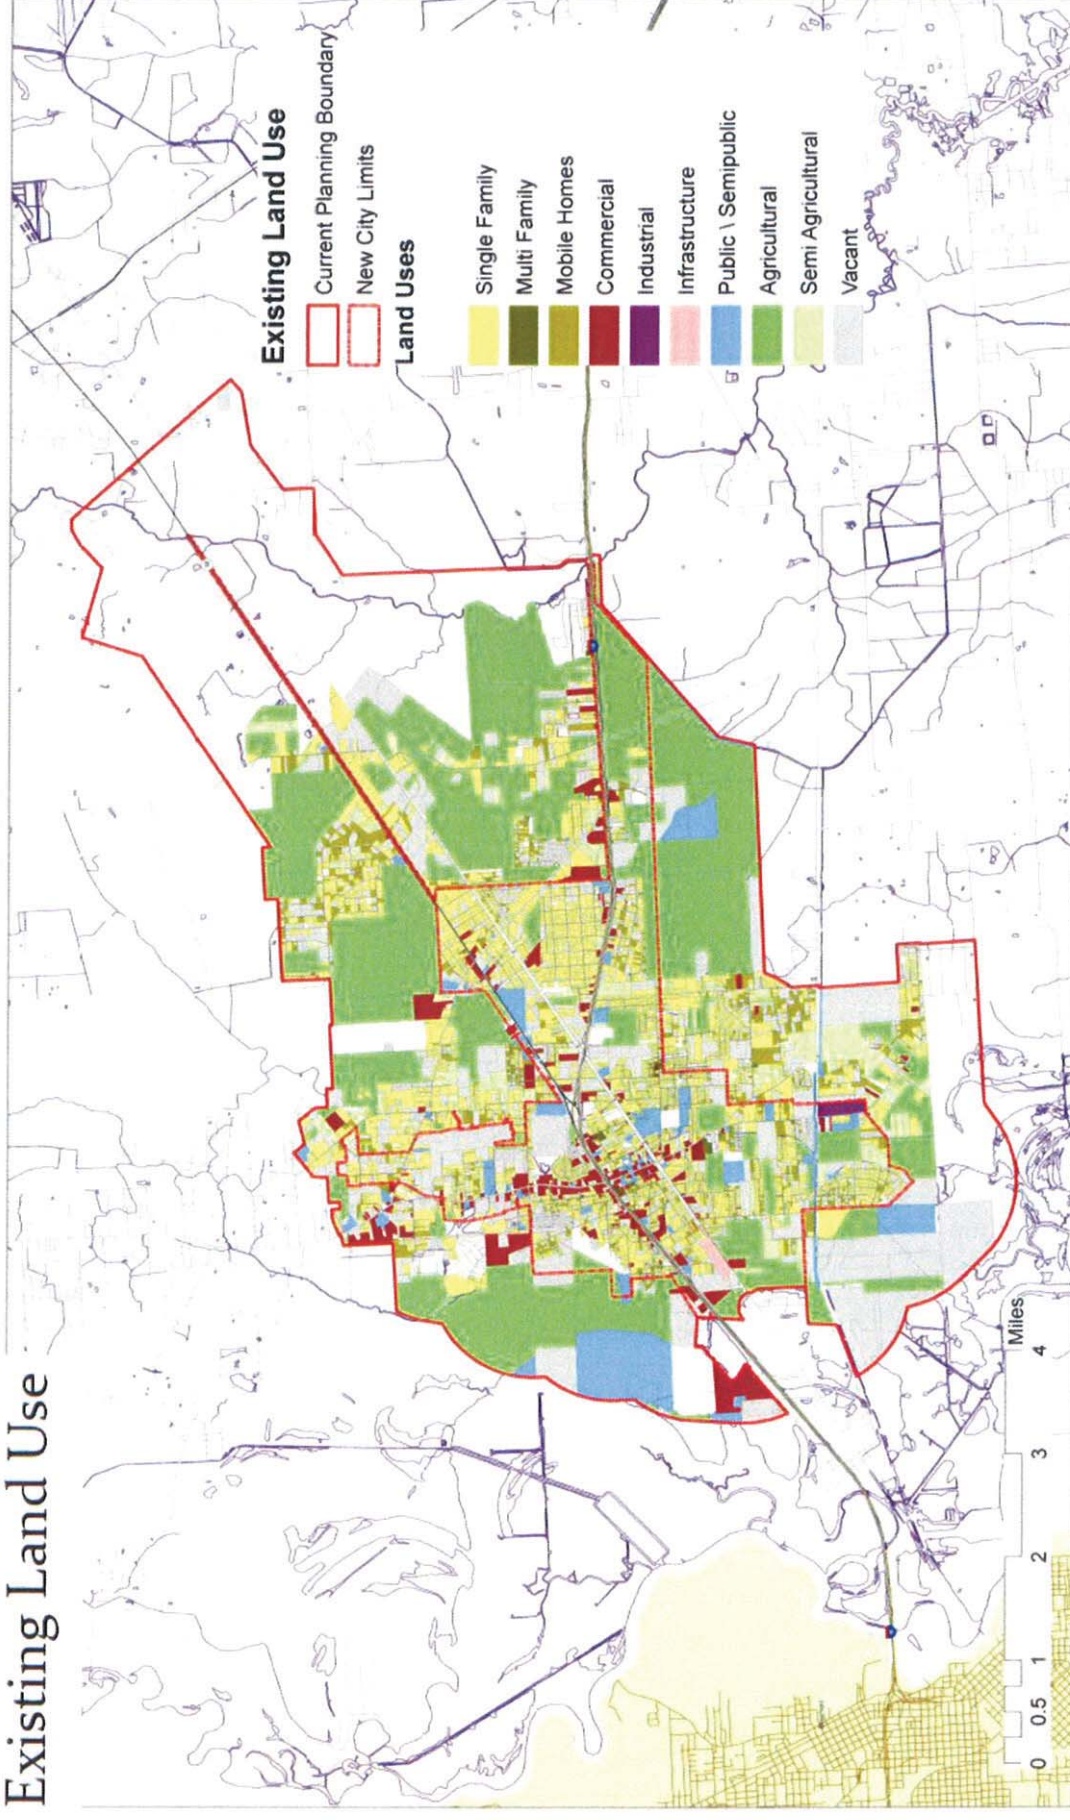 Existing Land Use
Existing Land Use
Current Planning Boundary
New City Limits
Land Uses
Single Family
Multi Family
Mobile Homes
Commercial
Industrial
Infrastructure
Public \ Semipublic
Agricultural
Semi Agricultural
Vacant
0 0.5 1 2 3 4
Miles